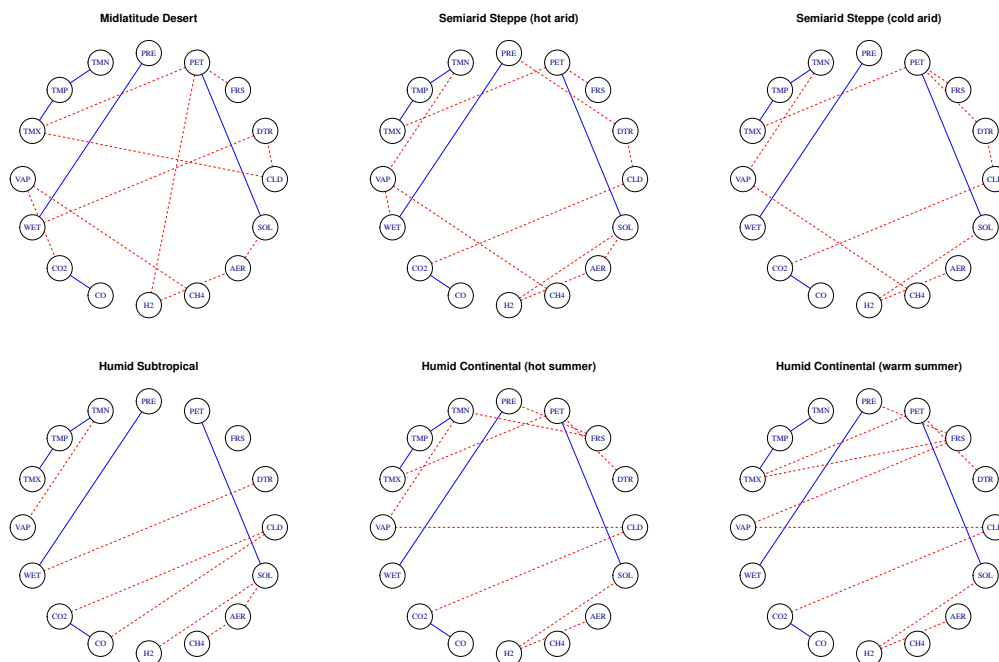 Midlatitude Desert
PRE
TMN
PET
TMP
FRS
TMX
DTR
VAP
CLD
WET
SOL
CO2
AER
CO
CH4
H2
Semiarid Steppe (hot arid)
PRE
TMN
PET
TMP
FRS
TMX
DTR
VAP
CLD
WET
SOL
CO2
AER
CO
CH4
H2
Semiarid Steppe (cold arid)
PRE
TMN
PET
TMP
FRS
TMX
DTR
VAP
CLD
WET
SOL
CO2
AER
CO
CH4
H2
Humid Subtropical
PRE
TMN
PET
TMP
FRS
TMX
DTR
VAP
CLD
WET
SOL
CO2
AER
CO
CH4
H2
Humid Continental (hot summer)
PRE
TMN
PET
TMP
FRS
TMX
DTR
VAP
CLD
WET
SOL
CO2
AER
CO
CH4
H2
Humid Continental (warm summer)
PRE
TMN
PET
TMP
FRS
TMX
DTR
VAP
CLD
WET
SOL
CO2
AER
CO
CH4
H2